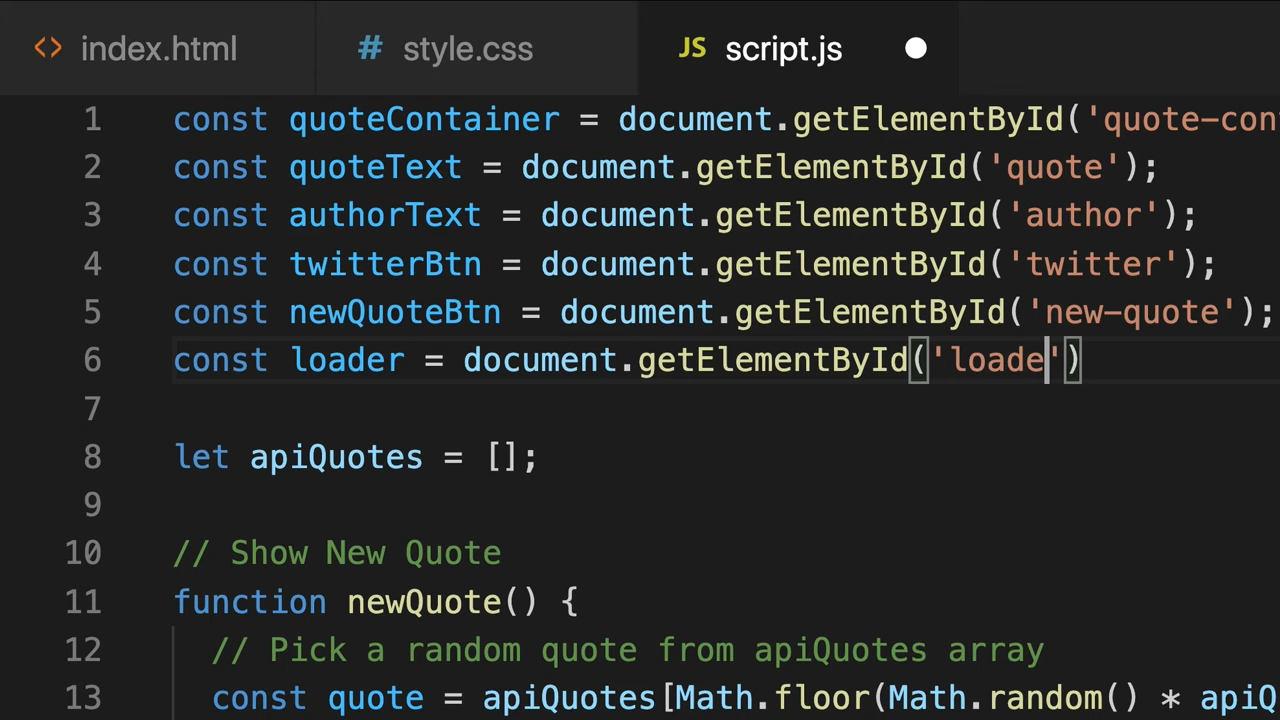 <> index.html # style.css JS script.js
1 const quoteContainer = document.getElementById('quote-con
2 const quoteText = document.getElementById('quote');
3 const authorText = document.getElementById('author');
4 const twitterBtn = document.getElementById('twitter');
5 const newQuoteBtn = document.getElementById('new-quote');
6 const loader = document.getElementById('loade')
7
8 let apiQuotes = [];
9
10 // Show New Quote
11 function newQuote() {
12 // Pick a random quote from apiQuotes array
13 const quote = apiQuotes[Math.floor(Math.random() * apiQ